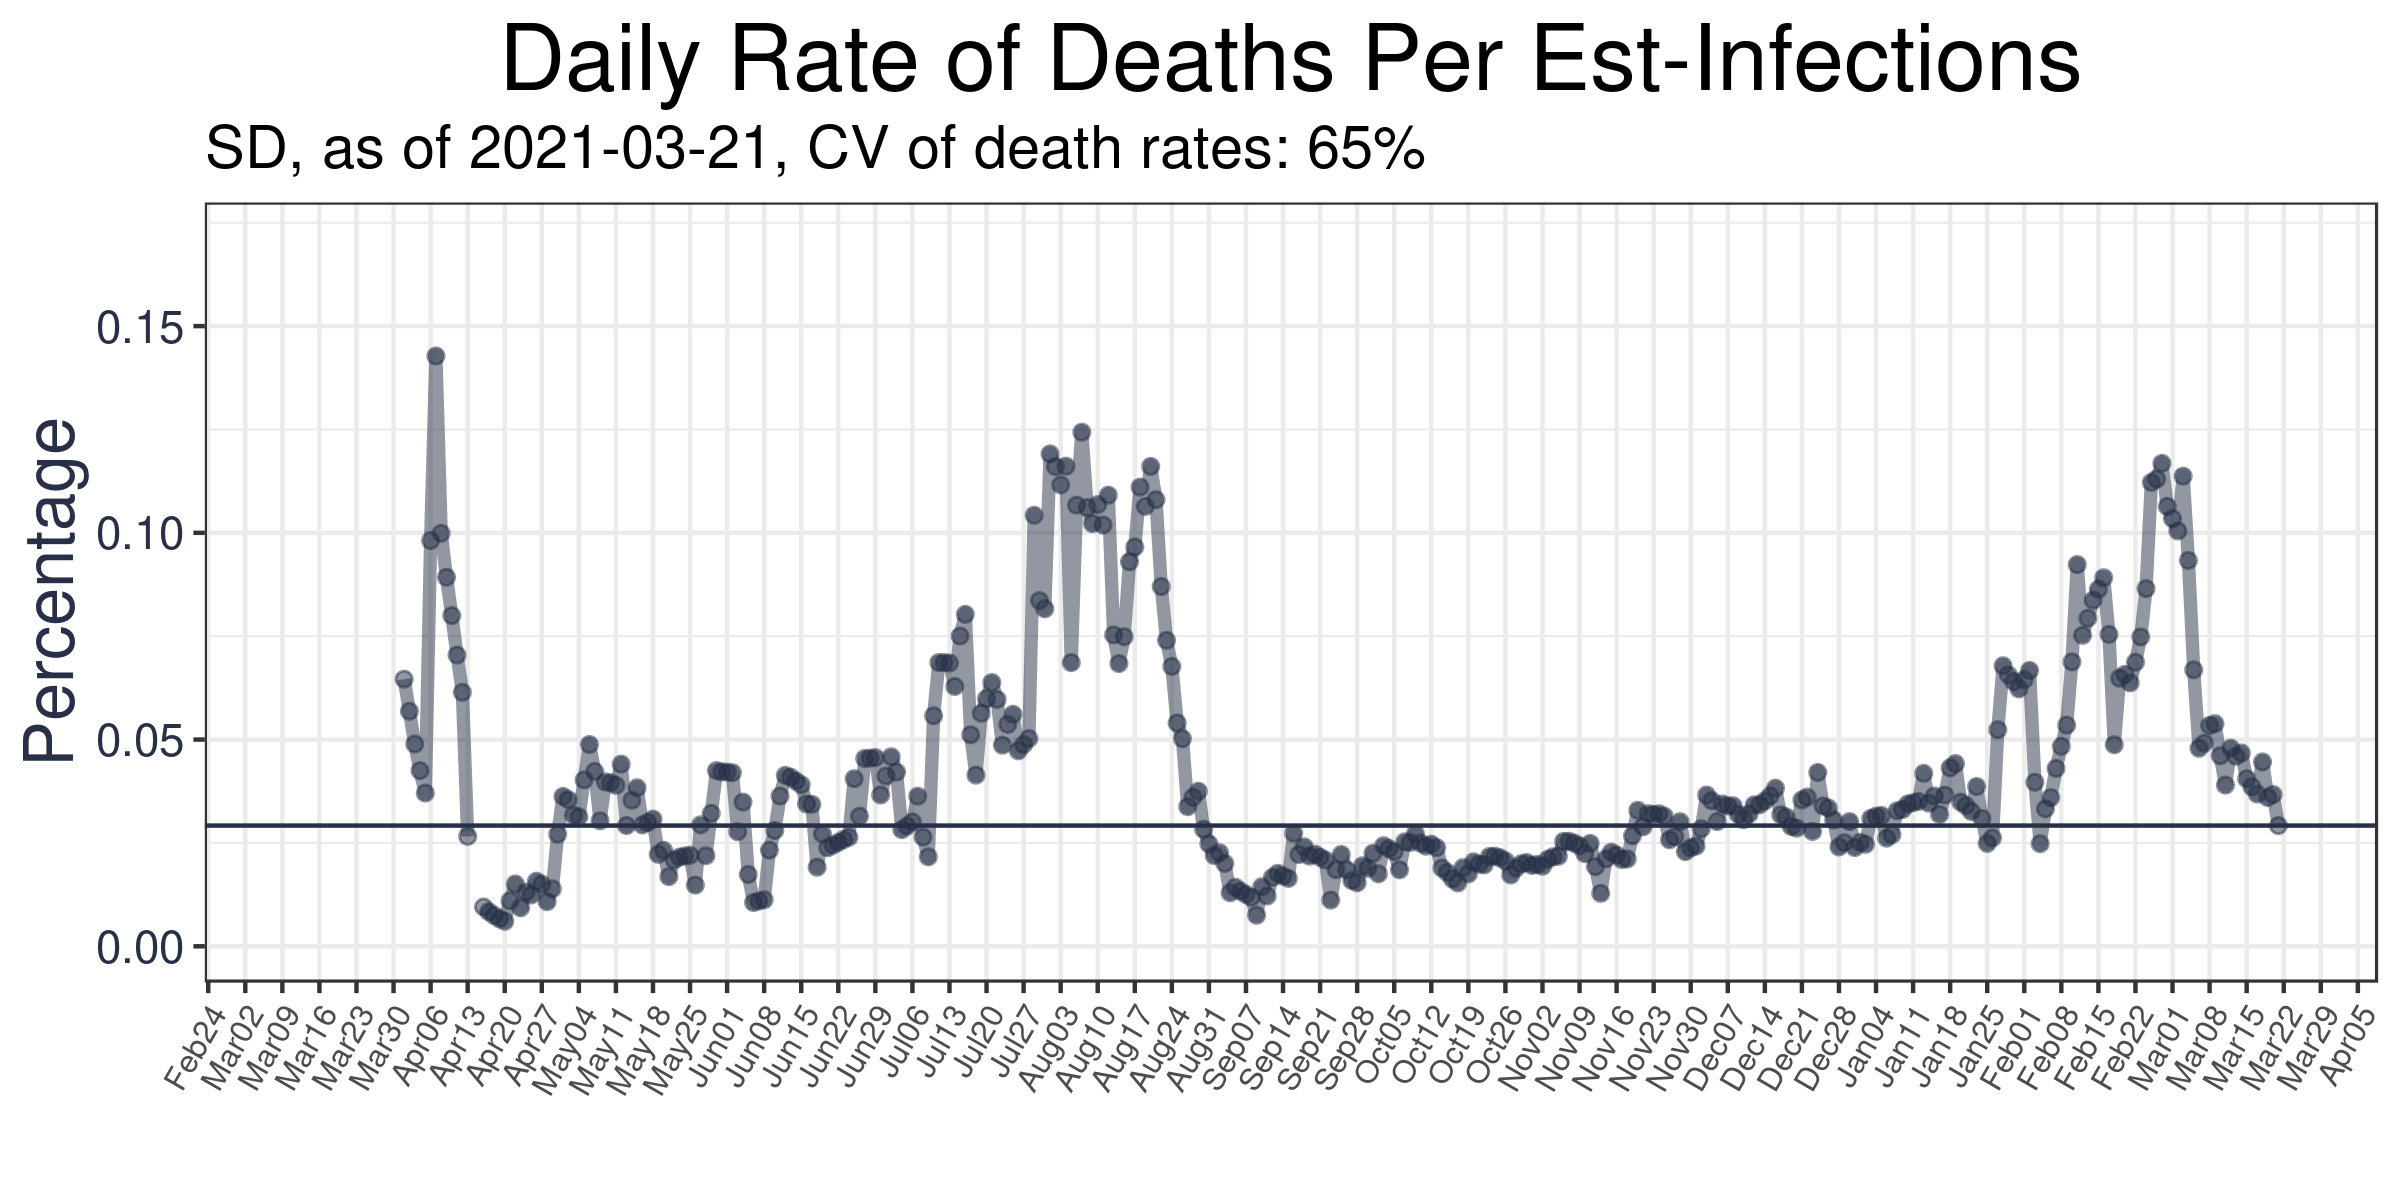 Daily Rate of Deaths Per Est-Infections
SD, as of 2021-03-21, CV of death rates: 65%
Percentage
0.15
0.10
0.05
0.00
Feb24
Mar02
Mar09
Mar16
Mar23
Mar30
Apr06
Apr13
Apr20
Apr27
May04
May11
May18
May25
Jun01
Jun08
Jun15
Jun22
Jun29
Jul06
Jul13
Jul20
Jul27
Aug03
Aug10
Aug17
Aug24
Aug31
Sep07
Sep14
Sep21
Sep28
Oct05
Oct12
Oct19
Oct26
Nov02
Nov09
Nov16
Nov23
Nov30
Dec07
Dec14
Dec21
Dec28
Jan04
Jan11
Jan18
Jan25
Feb01
Feb08
Feb15
Feb22
Mar01
Mar08
Mar15
Mar22
Mar29
Apr05